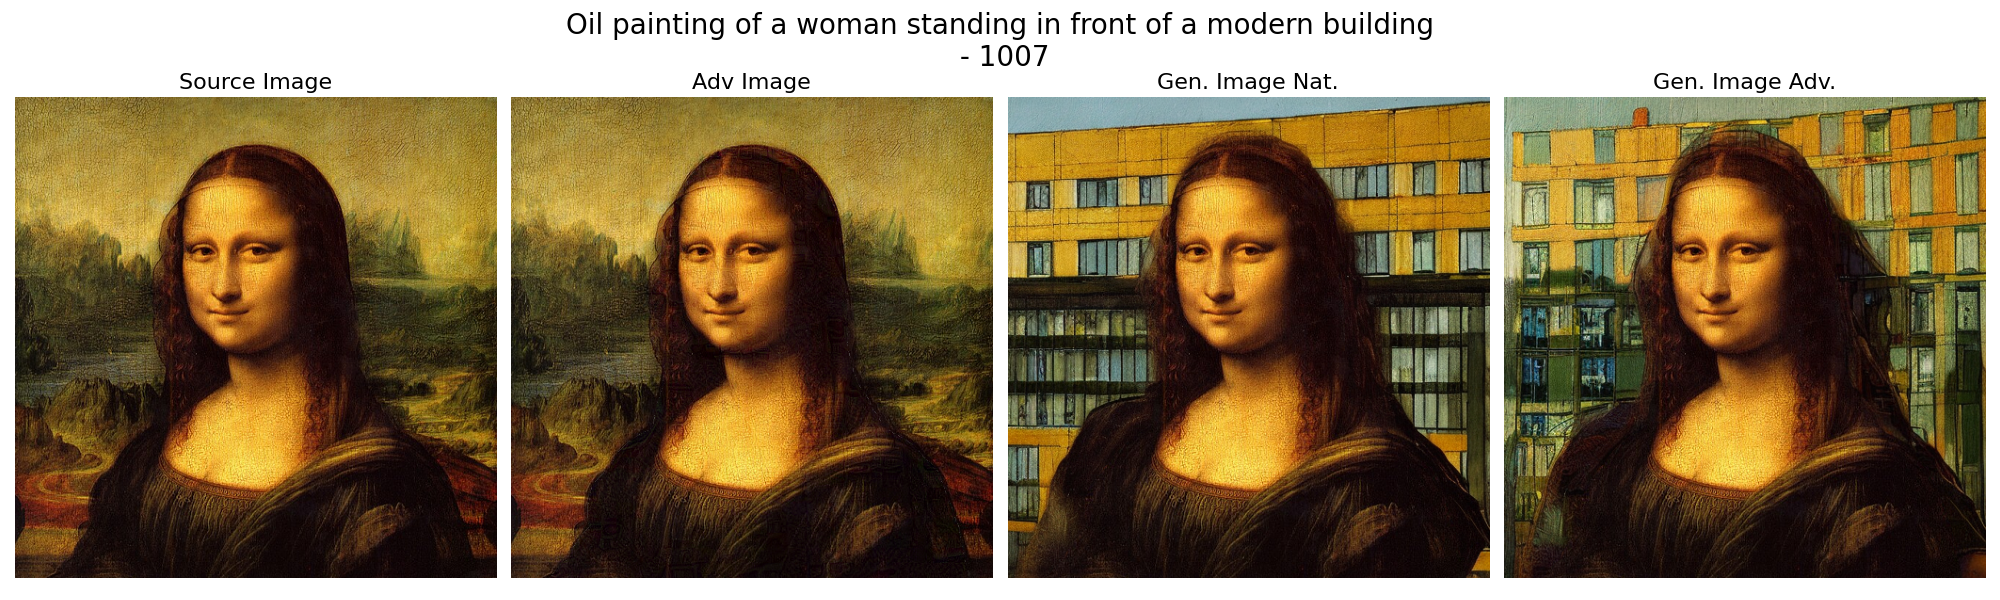 Oil painting of a woman standing in front of a modern building
- 1007
Source Image
Adv Image
Gen. Image Nat.
Gen. Image Adv.